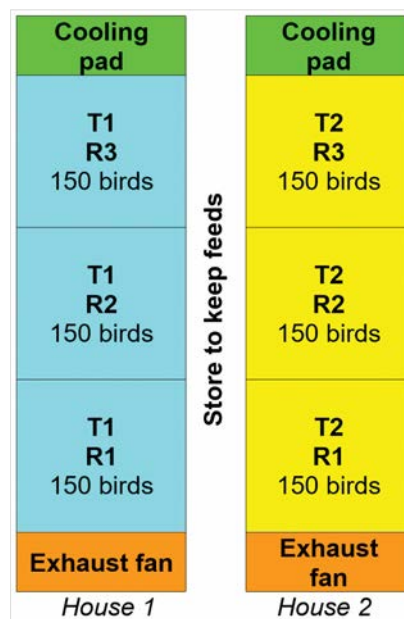 Cooling
pad
T1
R3
150 birds
T1
R2
150 birds
T1
R1
150 birds
Exhaust fan
House 1
Store to keep feeds
Cooling
pad
T2
R3
150 birds
T2
R2
150 birds
T2
R1
150 birds
Exhaust
fan
House 2